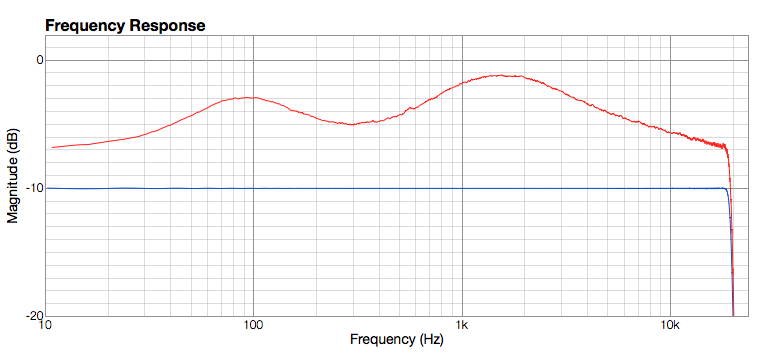 Frequency Response
0
-10
-20
Magnitude (dB)
10
100
1k
10k
Frequency (Hz)